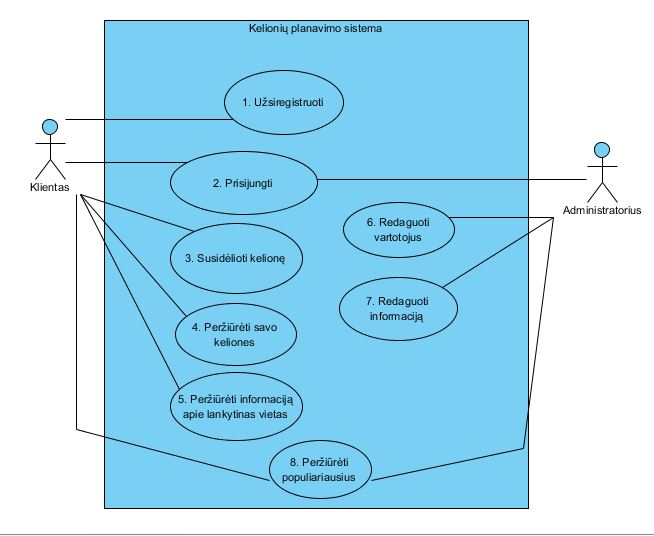 Kelionių planavimo sistema
1. Užsiregistruoti
Klientas
2. Prisijungti
Administratorius
6. Redaguoti
vartotojus
3. Susidėlioti kelionę
7. Redaguoti
informaciją
4. Peržiūrėti savo
keliones
5. Peržiūrėti informaciją
apie lankytinas vietas
8. Peržiūrėti
populiariausius